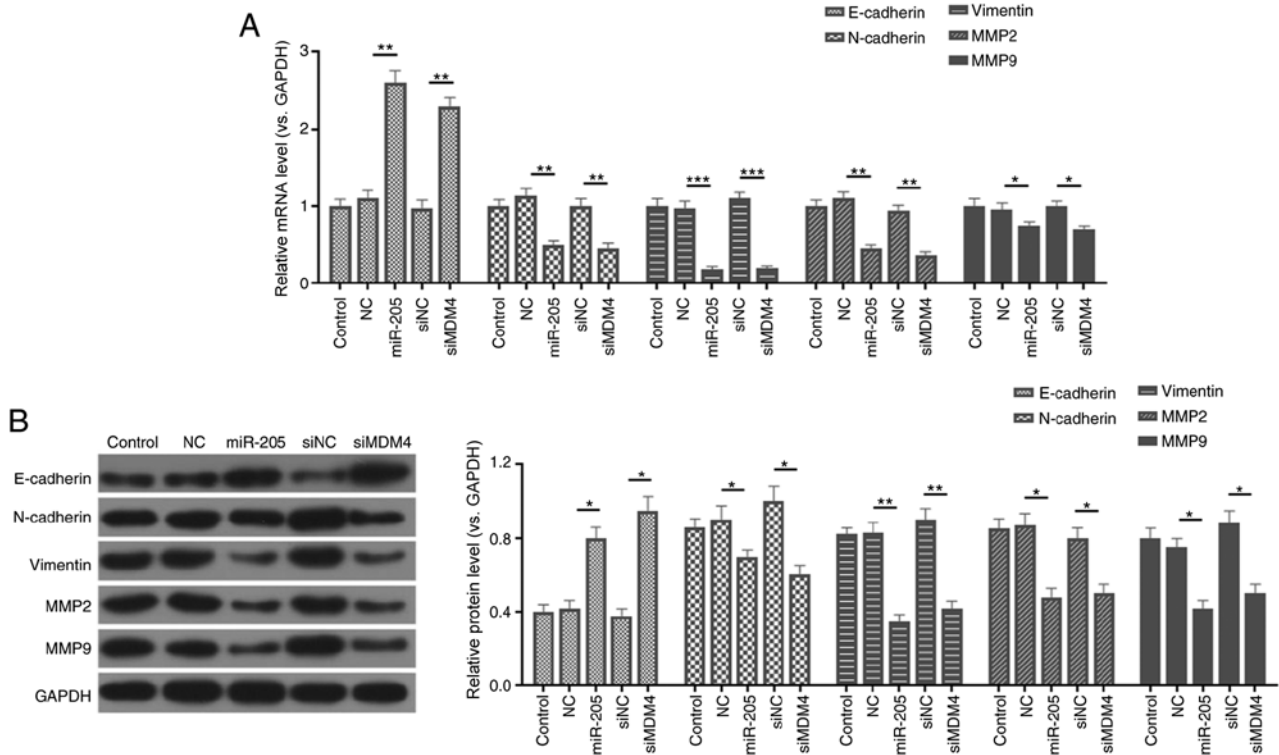 A
E-cadherin
N-cadherin
Vimentin
MMP2
MMP9
Relative mRNA level (vs. GAPDH)
3
2
1
0
** ** ** ** *** *** ** ** * *
Control NC miR-205 siNC siMDM4 Control NC miR-205 siNC siMDM4 Control NC miR-205 siNC siMDM4 Control NC miR-205 siNC siMDM4 Control NC miR-205 siNC siMDM4
B
Control NC miR-205 siNC siMDM4
E-cadherin
N-cadherin
Vimentin
MMP2
MMP9
GAPDH
E-cadherin
N-cadherin
Vimentin
MMP2
MMP9
Relative protein level (vs. GAPDH)
1.2
0.8
0.4
0.0
* * * * ** ** * * * *
Control NC miR-205 siNC siMDM4 Control NC miR-205 siNC siMDM4 Control NC miR-205 siNC siMDM4 Control NC miR-205 siNC siMDM4 Control NC miR-205 siNC siMDM4